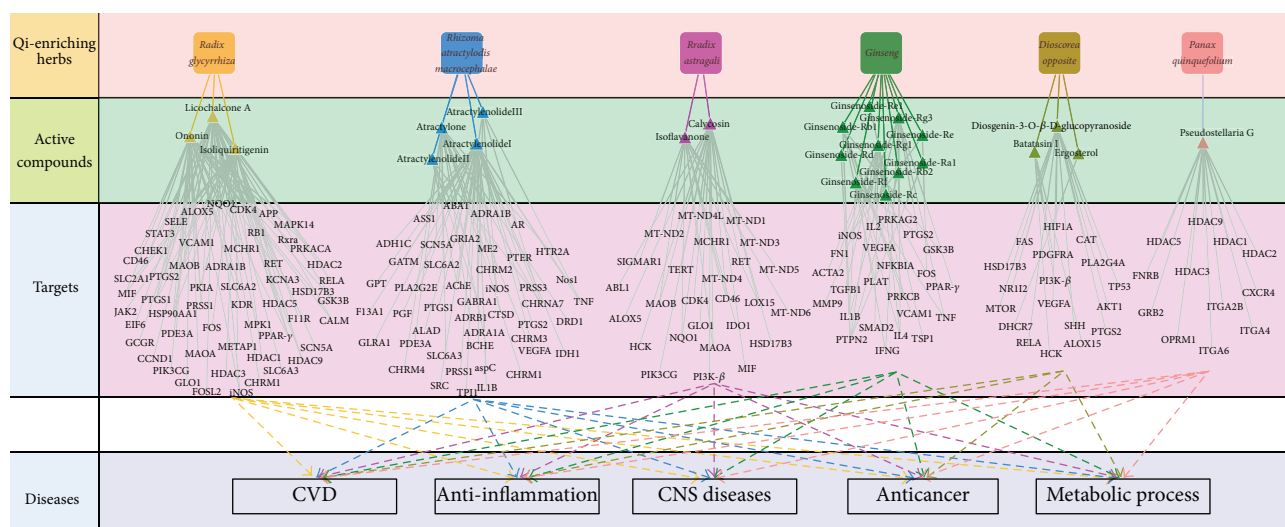 Qi-enriching
herbs
Radix
glycyrrhiza
Rhizoma
atractylodis
macrocephalae
Rradix
astragali
Ginseng
Dioscorea
opposite
Panax
quinquefolium
Active
compounds
Licochalcone A
Ononin
Isoliquiritigenin
AtractylenolideIII
Atractylone
AtractylenolideI
AtractylenolideII
Calycosin
Isoflavanone
Ginsenoside-Re1
Ginsenoside-Rg3
Ginsenoside-Rb1
Ginsenoside-Re
Ginsenoside-Rg1
Ginsenoside-Rd
Ginsenoside-Ra1
Ginsenoside-Rb2
Ginsenoside-Rf
Ginsenoside-Rc
Diosgenin-3-O-β-D-glucopyranoside
Batatasin I
Ergosterol
Pseudostellaria G
Targets
NQO1
ALOX5 CDK4 APP
SELE MAPK14
STAT3 RB1
VCAM1 Rxra
CHEK1 MCHR1 PRKACA
CD46 MAOB ADRA1B RET HDAC2
SLC2A1 PTGS2 KCNA3 RELA
MIF PKIA SLC6A2 HSD17B3
PTGS1 PRSS1 KDR HDAC5 GSK3B
JAK2 HSP90AA1 F11R CALM
EIF6 FOS MPK1
PDE3A PPAR-γ
GCGR METAP1 SCN5A
CCND1 MAOA HDAC1 HDAC9
PIK3CG HDAC3 SLC6A3
GLO1 CHRM1
FOSL2 iNOS
ABAT
ASS1 ADRA1B
AR
ADH1C SCN5A GRIA2
ME2 HTR2A
GATM SLC6A2 PTER
CHRM2
GPT PLA2G2E AChE iNOS PRSS3 Nos1
F13A1 PGF PTGS1 GABRA1 CHRNA7 TNF
ADRB1 CTSD
ALAD ADRA1A PTGS2 DRD1
GLRA1 PDE3A BCHE CHRM3
SLC6A3 VEGFA IDH1
CHRM4 PRSS1 aspC CHRM1
SRC IL1B
TPI1
MT-ND4L MT-ND1
MT-ND2 MCHR1 MT-ND3
SIGMAR1 TERT RET
MT-ND4 MT-ND5
ABL1
MAOB CDK4 CD46 LOX15
MT-ND6
ALOX5 GLO1 IDO1
NQO1
HCK MAOA HSD17B3
PIK3CG PI3K-β MIF
PRKAG2
iNOS IL2 PTGS2
FN1 VEGFA GSK3B
NFKBIA
ACTA2 PLAT FOS
TGFB1 PPAR-γ
MMP9 PRKCB
IL1B VCAM1 TNF
SMAD2
PTPN2 IL4 TSP1
IFNG
HIF1A
FAS CAT
PDGFRA
HSD17B3 PLA2G4A
NR1I2 PI3K-β TP53
MTOR VEGFA AKT1
DHCR7 SHH PTGS2
RELA ALOX15
HCK
HDAC9
HDAC5 HDAC1
HDAC2
FNRB HDAC3
CXCR4
GRB2 ITGA2B
OPRM1 ITGA4
ITGA6
Diseases
CVD
Anti-inflammation
CNS diseases
Anticancer
Metabolic process